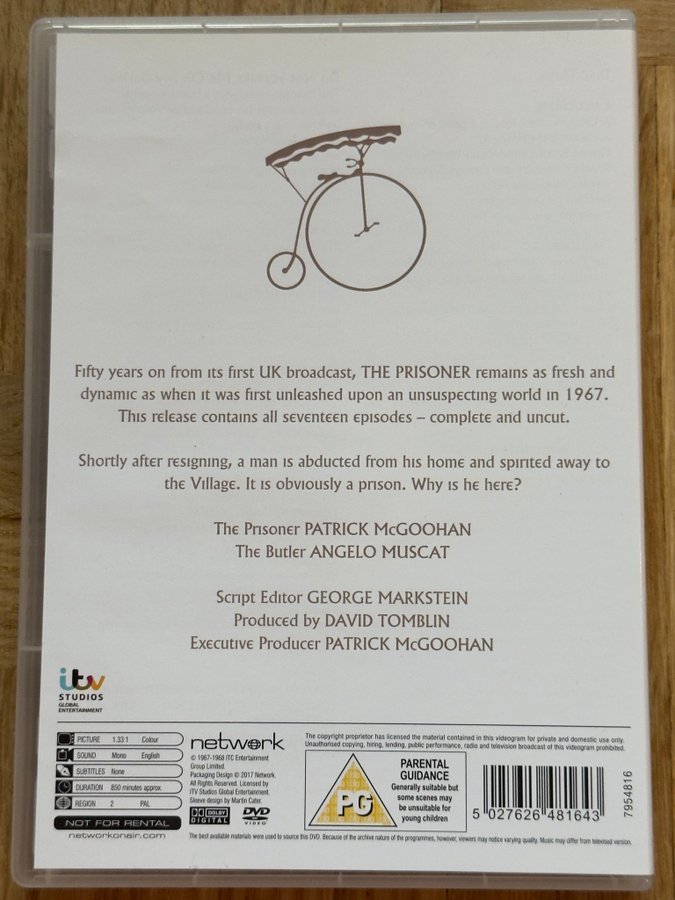 Fifty years on from its first UK broadcast, THE PRISONER remains as fresh and
dynamic as when it was first unleashed upon an unsuspecting world in 1967.
This release contains all seventeen episodes – complete and uncut.
Shortly after resigning, a man is abducted from his home and spirited away to
the Village. It is obviously a prison. Why is he here?
The Prisoner PATRICK McGOOHAN
The Butler ANGELO MUSCAT
Script Editor GEORGE MARKSTEIN
Produced by DAVID TOMBLIN
Executive Producer PATRICK McGOOHAN
itv
STUDIOS
GLOBAL
ENTERTAINMENT
PICTURE 1.33:1 Colour
SOUND Mono English
SUBTITLES None
DURATION 850 minutes approx.
REGION 2 PAL
NOT FOR RENTAL
networkonair.com
network
© 1967-1968 ITC Entertainment
Group Limited.
Packaging Design © 2017 Network.
All Rights Reserved. Licensed by
ITV Studios Global Entertainment.
Sleeve design by Martin Cater.
DOLBY
DIGITAL
DVD
VIDEO
The copyright proprietor has licensed the material contained in this videogram for private and domestic use only.
Unauthorised copying, hiring, lending, public performance, radio and television broadcast of this videogram prohibited.
PG
PARENTAL
GUIDANCE
Generally suitable but
some scenes may
be unsuitable for
young children
5 027626 481643
7954816
The best available materials were used to source this DVD. Because of the archive nature of the programmes, however, viewers may notice varying quality. Music may differ from televised version.